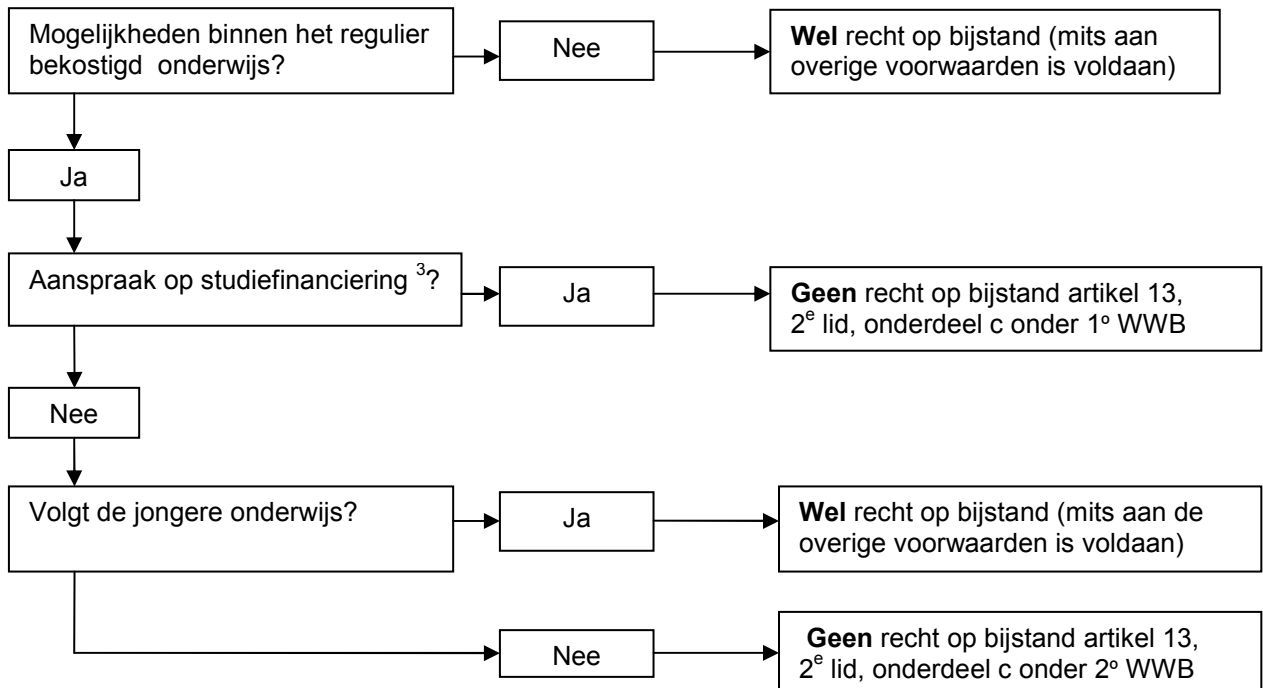 Mogelijkheden binnen het regulier
bekostigd onderwijs?
Nee
Wel recht op bijstand (mits aan
overige voorwaarden is voldaan)
Ja
Aanspraak op studiefinanciering ³?
Ja
Geen recht op bijstand artikel 13,
2ᵉ lid, onderdeel c onder 1º WWB
Nee
Volgt de jongere onderwijs?
Ja
Wel recht op bijstand (mits aan de
overige voorwaarden is voldaan)
Nee
Geen recht op bijstand artikel 13,
2ᵉ lid, onderdeel c onder 2º WWB